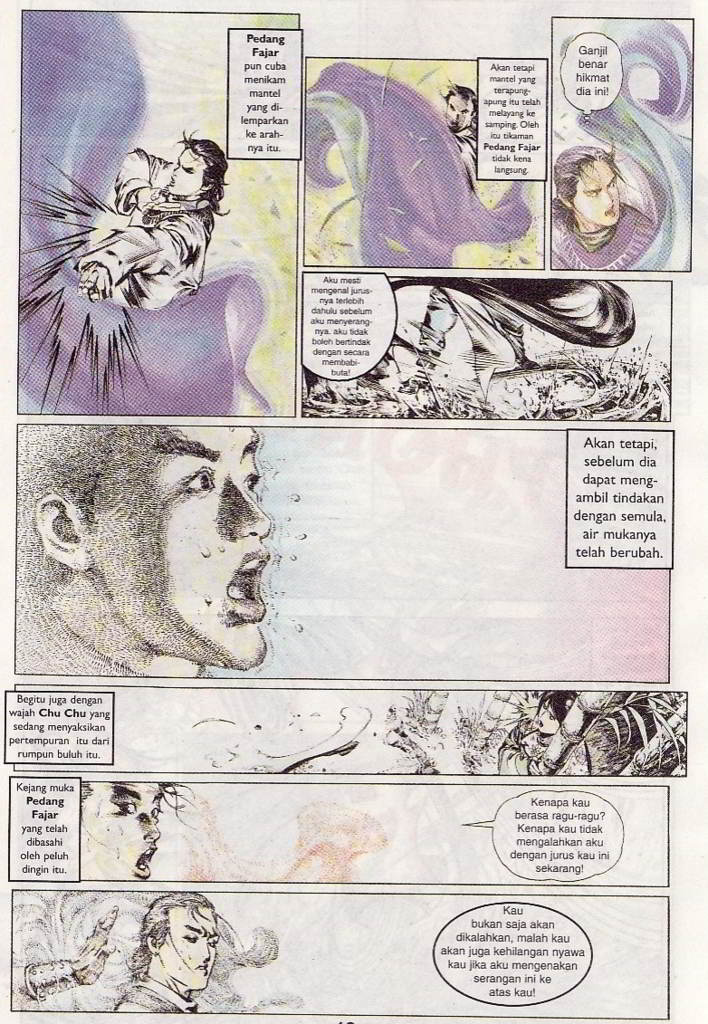 Pedang
Fajar
pun cuba
menikam
mantel
yang di-
lemparkan
ke arah-
nya itu.
Akan tetapi
mantel yang
terapung-
apung itu telah
melayang ke
samping. Oleh
itu tikaman
Pedang Fajar
tidak kena
langsung.
Ganjil
benar
hikmat
dia ini!
Aku mesti
mengenal jurus-
nya terlebih
dahulu sebelum
aku menyerang-
nya. aku tidak
boleh bertindak
dengan secara
membabi-
buta!
Akan tetapi,
sebelum dia
dapat meng-
ambil tindakan
dengan semula,
air mukanya
telah berubah.
Begitu juga dengan
wajah Chu Chu yang
sedang menyaksikan
pertempuran itu dari
rumpun buluh itu.
Kejang muka
Pedang
Fajar
yang telah
dibasahi
oleh peluh
dingin itu.
Kenapa kau
berasa ragu-ragu?
Kenapa kau tidak
mengalahkan aku
dengan jurus kau ini
sekarang!
Kau
bukan saja akan
dikalahkan, malah kau
akan juga kehilangan nyawa
kau jika aku mengenakan
serangan ini ke
atas kau!